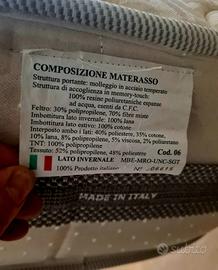 COMPOSIZIONE MATERASSO
Struttura portante: molleggio in acciaio temperato
Struttura di accoglienza in memory-touch:
100% resine poliuretaniche espanse
ad acqua, esenti da C.F.C.
Feltro: 30% polipropilene, 70% fibre miste
Imbottitura lato invernale: 100% lana
Imbottitura lato estivo: 100% cotone
Interimbottito ambo i lati: 40% poliestere, 35% cotone,
10% lana, 8% polipropilene, 5% viscosa, 2% poliammide
TNT: 100% polipropilene Cod. 06
Tessuto: 52% polipropilene, 48% poliestere
LATO INVERNALE MBE-MRO-UNC-SGT
100% Prodotto italiano N°
MADE IN ITALY
subito